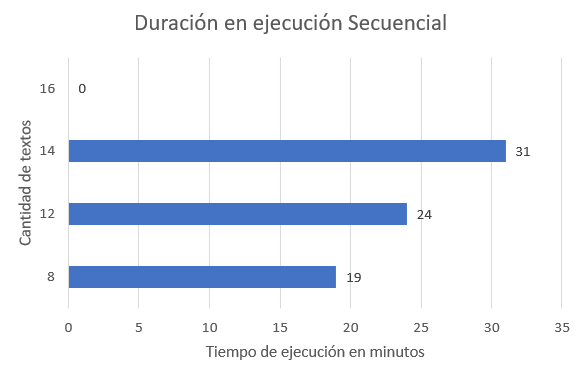 Duración en ejecución Secuencial
Cantidad de textos
16
0
14
31
12
24
8
19
0 5 10 15 20 25 30 35
Tiempo de ejecución en minutos